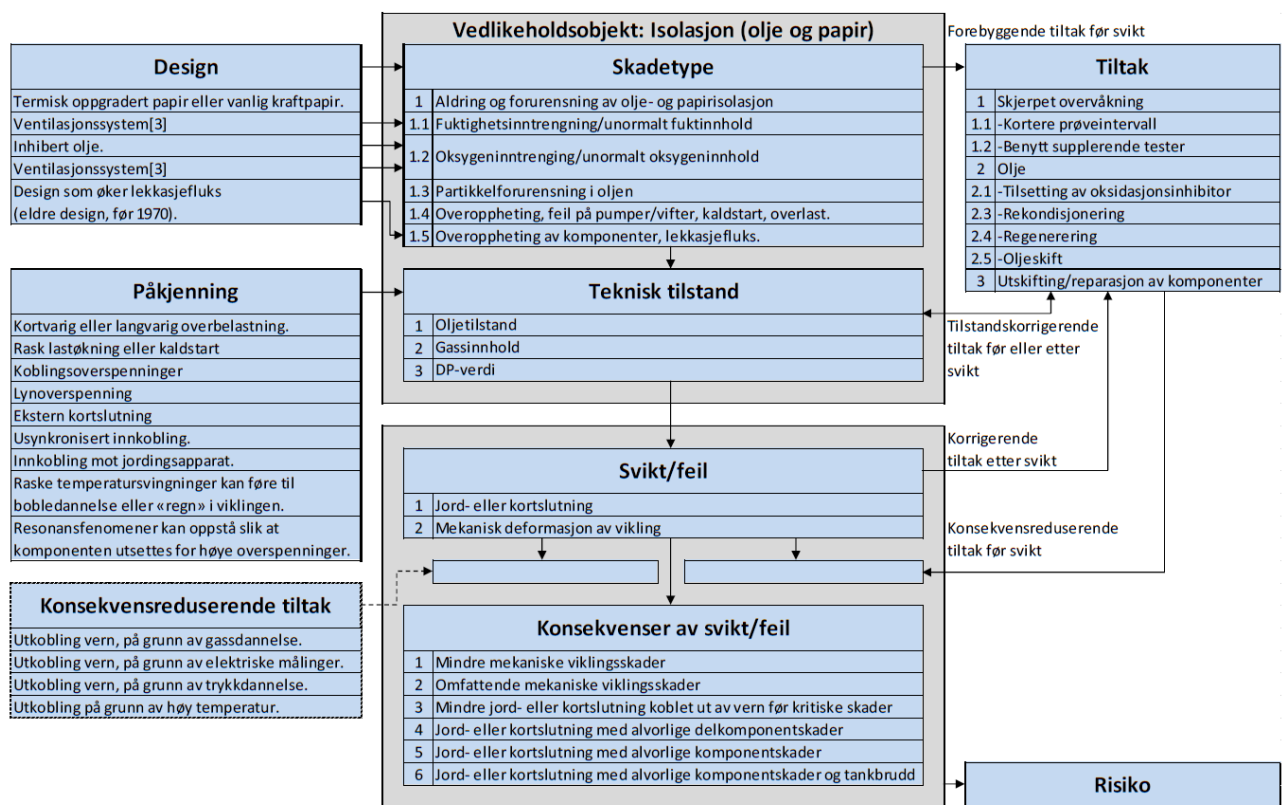 Vedlikeholdsobjekt: Isolasjon (olje og papir)
Forebyggende tiltak før svikt
Design
Termisk oppgradert papir eller vanlig kraftpapir.
Ventilasjonssystem[3]
Inhibert olje.
Ventilasjonssystem[3]
Design som øker lekkasjefluks
(eldre design, før 1970).
Skadetype
1 Aldring og forurensning av olje- og papirisolasjon
1.1 Fuktighetsinntrengning/unormalt fuktinnhold
1.2 Oksygeninntrenging/unormalt oksygeninnhold
1.3 Partikkelforurensning i oljen
1.4 Overoppheting, feil på pumper/vifter, kaldstart, overlast.
1.5 Overoppheting av komponenter, lekkasjefluks.
Tiltak
1 Skjerpet overvåkning
1.1 -Kortere prøveintervall
1.2 -Benytt supplerende tester
2 Olje
2.1 -Tilsetting av oksidasjonsinhibitor
2.3 -Rekondisjonering
2.4 -Regenerering
2.5 -Oljeskift
3 Utskifting/reparasjon av komponenter
Påkjenning
Kortvarig eller langvarig overbelastning.
Rask lastøkning eller kaldstart
Koblingsoverspenninger
Lynoverspenning
Ekstern kortslutning
Usynkronisert innkobling.
Innkobling mot jordingsapparat.
Raske temperatursvingninger kan føre til
bobledannelse eller «regn» i viklingen.
Resonansfenomener kan oppstå slik at
komponenten utsettes for høye overspenninger.
Teknisk tilstand
1 Oljetilstand
2 Gassinnhold
3 DP-verdi
Tilstandskorrigerende
tiltak før eller etter
svikt
Svikt/feil
1 Jord- eller kortslutning
2 Mekanisk deformasjon av vikling
Korrigerende
tiltak etter svikt
Konsekvensreduserende
tiltak før svikt
Konsekvensreduserende tiltak
Utkobling vern, på grunn av gassdannelse.
Utkobling vern, på grunn av elektriske målinger.
Utkobling vern, på grunn av trykkdannelse.
Utkobling på grunn av høy temperatur.
Konsekvenser av svikt/feil
1 Mindre mekaniske viklingsskader
2 Omfattende mekaniske viklingsskader
3 Mindre jord- eller kortslutning koblet ut av vern før kritiske skader
4 Jord- eller kortslutning med alvorlige delkomponentskader
5 Jord- eller kortslutning med alvorlige komponentskader
6 Jord- eller kortslutning med alvorlige komponentskader og tankbrudd
Risiko